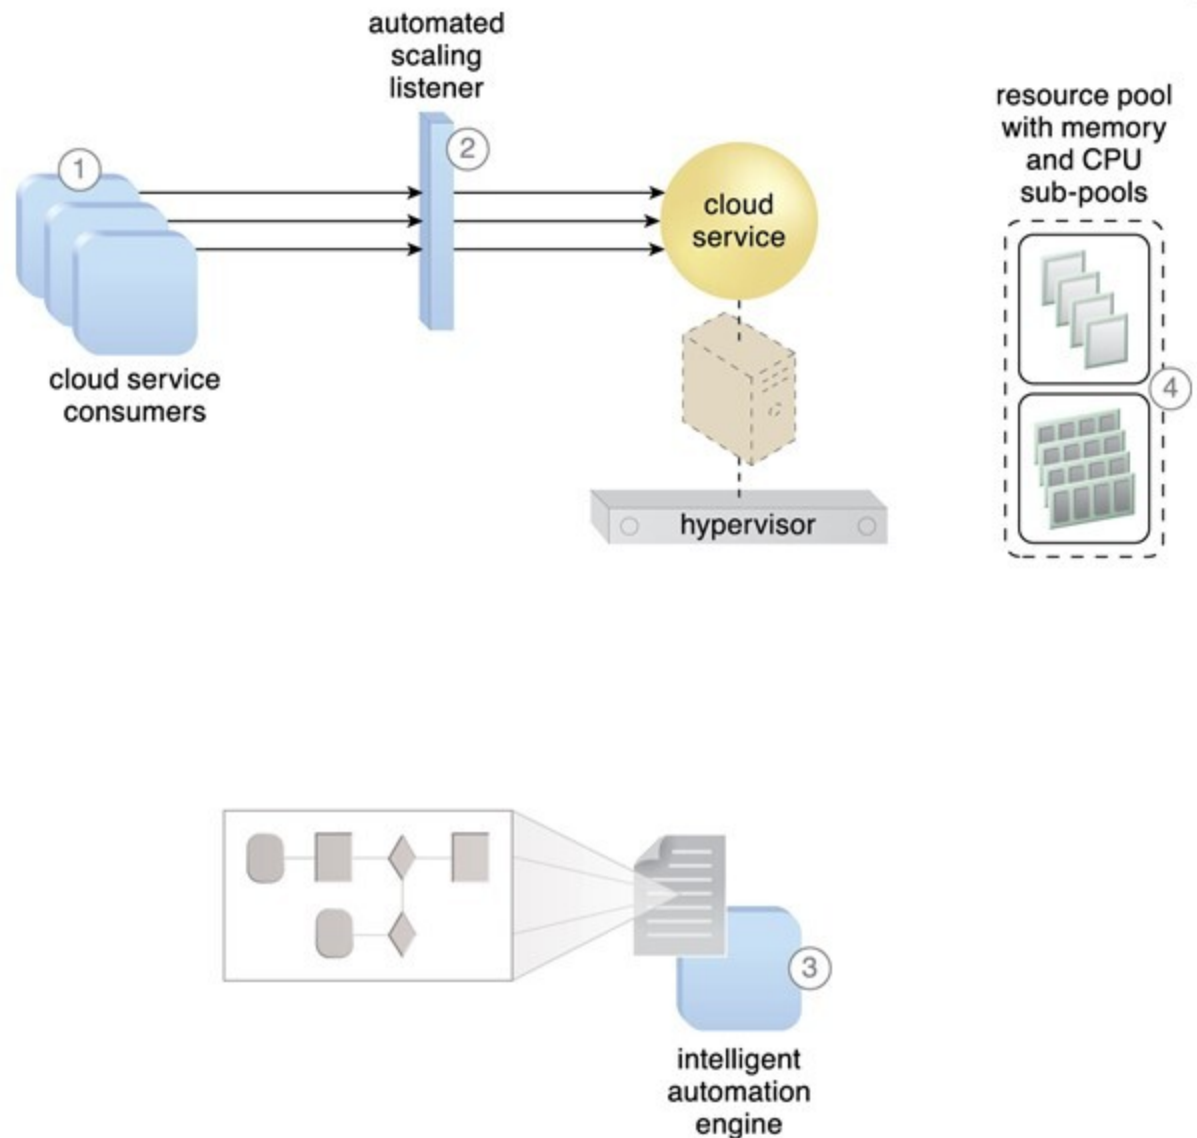 automated
scaling
listener
resource pool
with memory
and CPU
sub-pools
1
2
cloud
service
cloud service
consumers
4
hypervisor
3
intelligent
automation
engine